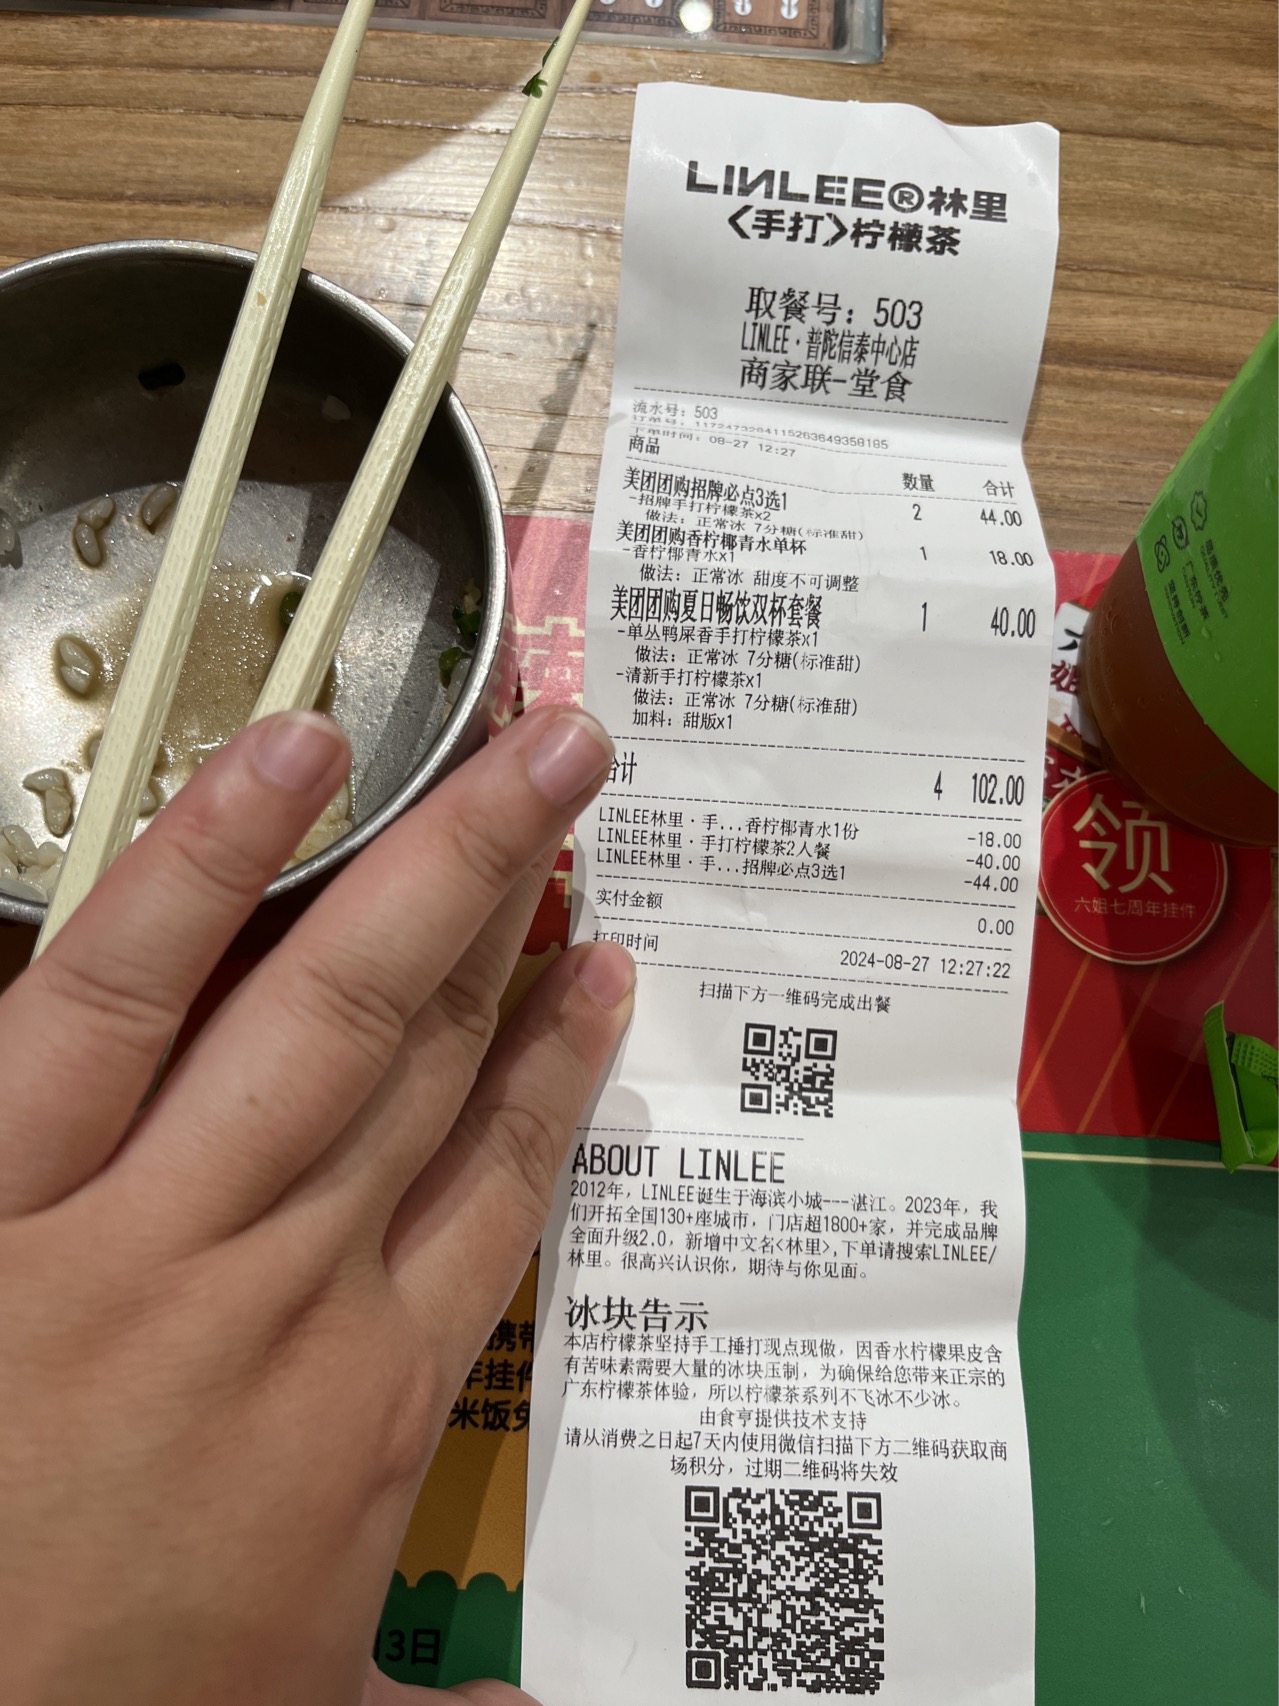 LINLEE®林里
<手打>柠檬茶
取餐号：503
LINLEE·普陀信泰中心店
商家联-堂食
流水号：503
下单时间：08-27 12:27
商品 数量 合计
美团团购招牌必点3选1 2 44.00
-招牌手打柠檬茶x2
做法：正常冰 7分糖(标准甜)
美团团购香柠椰青水单杯 1 18.00
-香柠椰青水x1
做法：正常冰 甜度不可调整
美团团购夏日畅饮双杯套餐 1 40.00
-单丛鸭屎香手打柠檬茶x1
做法：正常冰 7分糖(标准甜)
-清新手打柠檬茶x1
做法：正常冰 7分糖(标准甜)
加料：甜版x1
合计 4 102.00
LINLEE林里·手...香柠椰青水1份 -18.00
LINLEE林里·手打柠檬茶2人餐 -40.00
LINLEE林里·手...招牌必点3选1 -44.00
实付金额 0.00
打印时间 2024-08-27 12:27:22
扫描下方一维码完成出餐
ABOUT LINLEE
2012年，LINLEE诞生于海滨小城---湛江。2023年，我
们开拓全国130+座城市，门店超1800+家，并完成品牌
全面升级2.0，新增中文名<林里>,下单请搜索LINLEE/
林里。很高兴认识你，期待与你见面。
冰块告示
本店柠檬茶坚持手工捶打现点现做，因香水柠檬果皮含
有苦味素需要大量的冰块压制，为确保给您带来正宗的
广东柠檬茶体验，所以柠檬茶系列不飞冰不少冰。
由食亨提供技术支持
请从消费之日起7天内使用微信扫描下方二维码获取商
场积分，过期二维码将失效
领
六姐七周年挂件
携带
年挂件
米饭免
3日